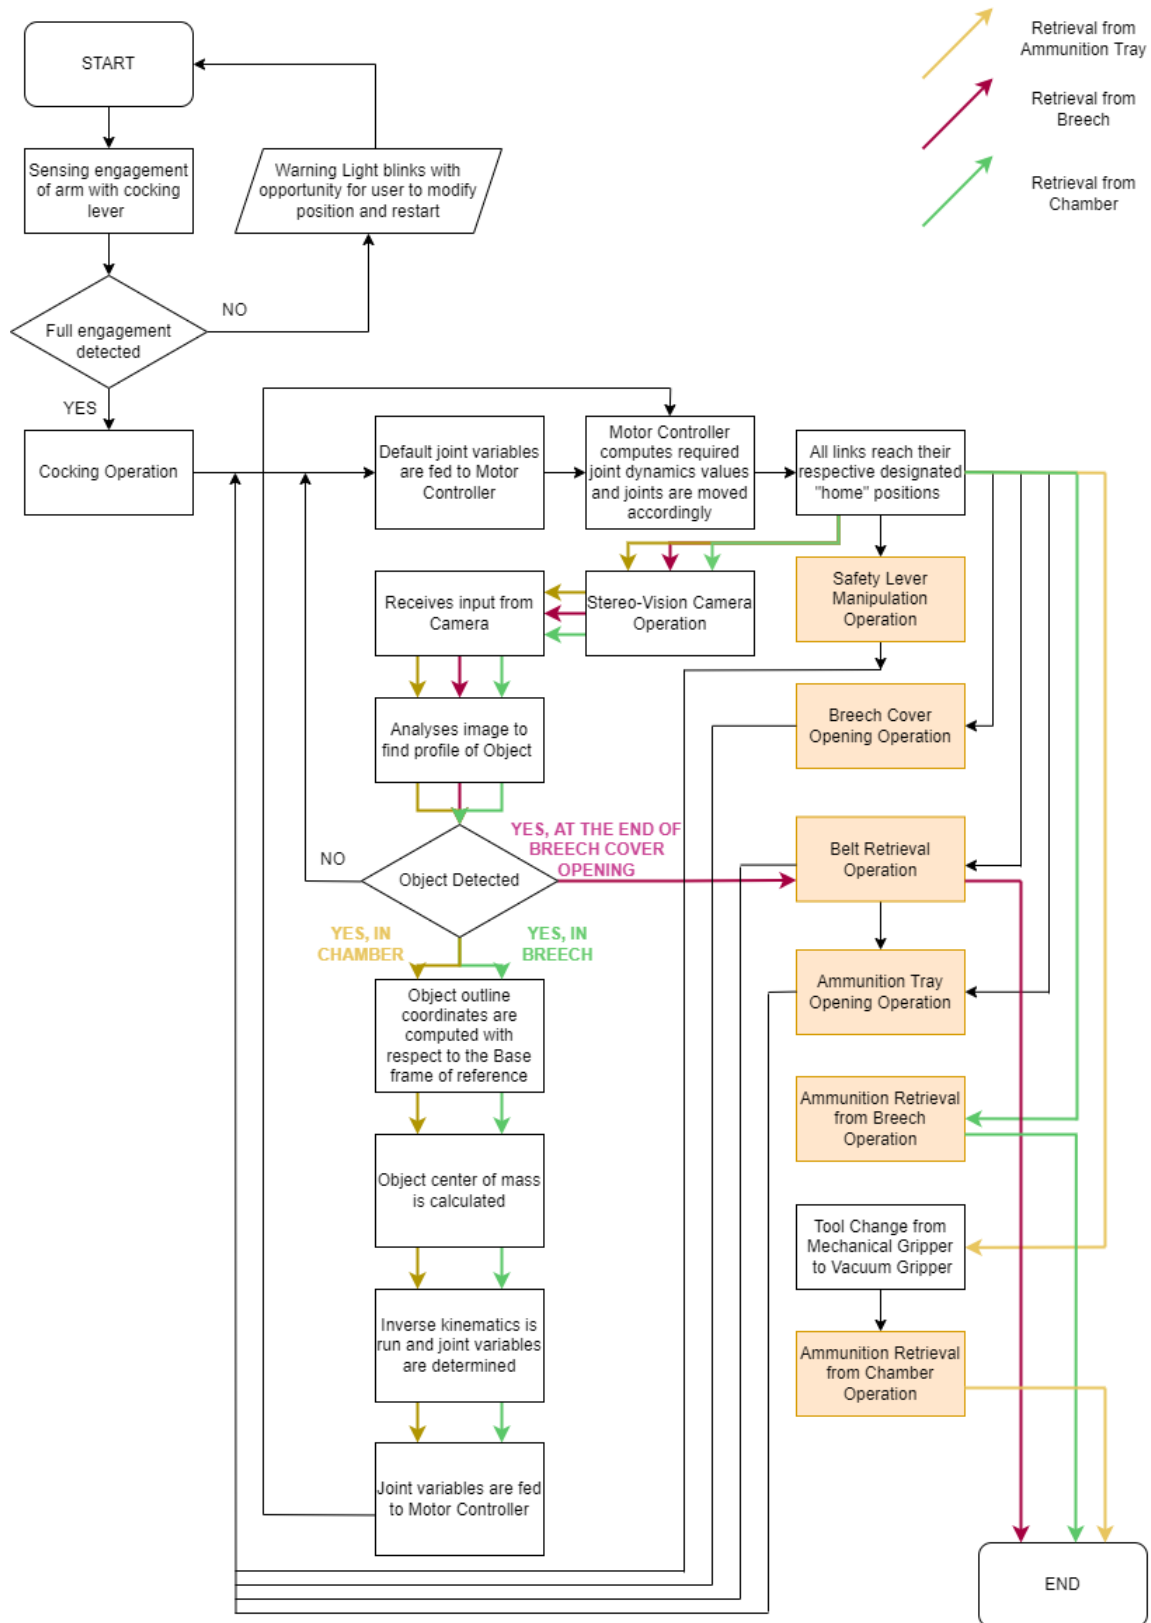 START
Retrieval from
Ammunition Tray
Retrieval from
Breech
Retrieval from
Chamber
Sensing engagement
of arm with cocking
lever
Warning Light blinks with
opportunity for user to modify
position and restart
Full engagement
detected
NO
YES
Cocking Operation
Default joint variables
are fed to Motor
Controller
Motor Controller
computes required
joint dynamics values
and joints are moved
accordingly
All links reach their
respective designated
"home" positions
Receives input from
Camera
Stereo-Vision Camera
Operation
Safety Lever
Manipulation
Operation
Analyses image to
find profile of Object
Breech Cover
Opening Operation
NO
Object Detected
YES, AT THE END OF
BREECH COVER
OPENING
Belt Retrieval
Operation
YES, IN
CHAMBER
YES, IN
BREECH
Object outline
coordinates are
computed with
respect to the Base
frame of reference
Ammunition Tray
Opening Operation
Object center of mass
is calculated
Ammunition Retrieval
from Breech
Operation
Tool Change from
Mechanical Gripper
to Vacuum Gripper
Inverse kinematics is
run and joint variables
are determined
Ammunition Retrieval
from Chamber
Operation
Joint variables are fed
to Motor Controller
END